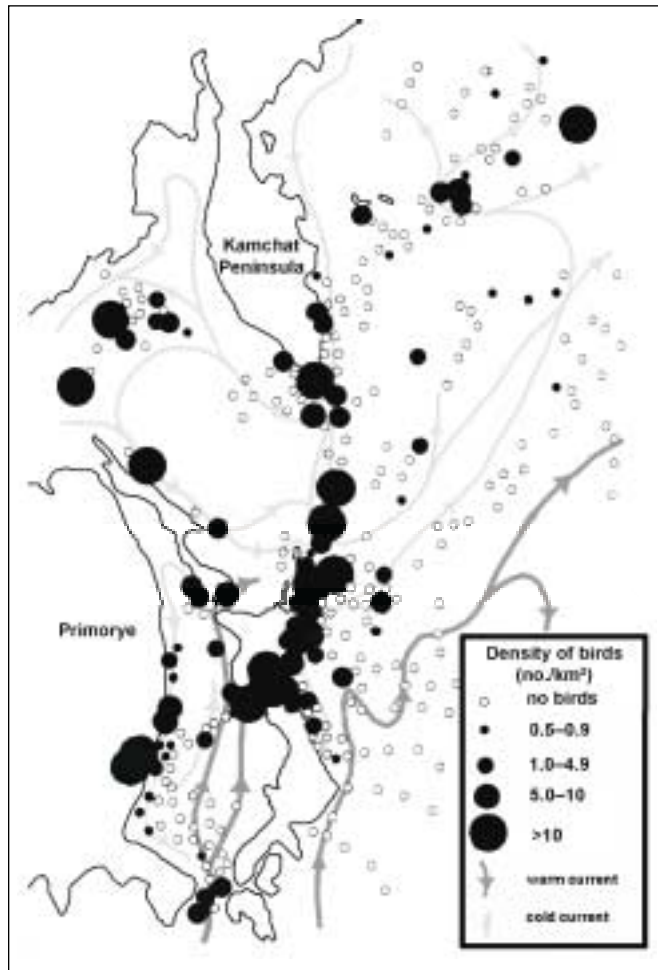 Kamchat
Peninsula
Primorye
Density of birds
(no./km²)
no birds
0.5–0.9
1.0–4.9
5.0–10
>10
warm current
cold current